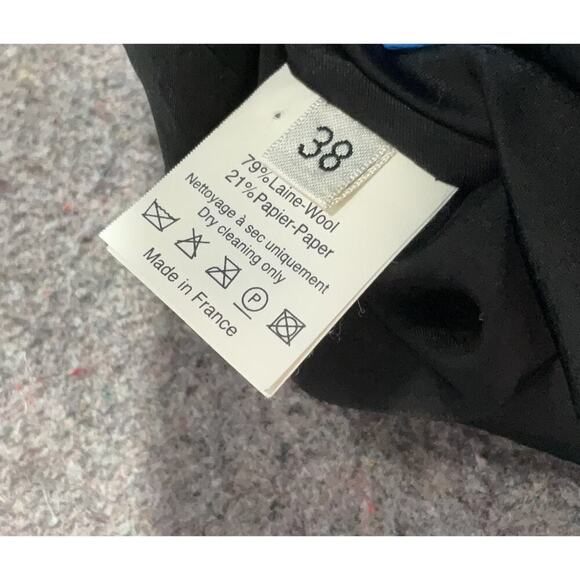 38
79% Laine-Wool
21% Papier-Paper
Nettoyage à sec uniquement
Dry cleaning only
P
Made in France